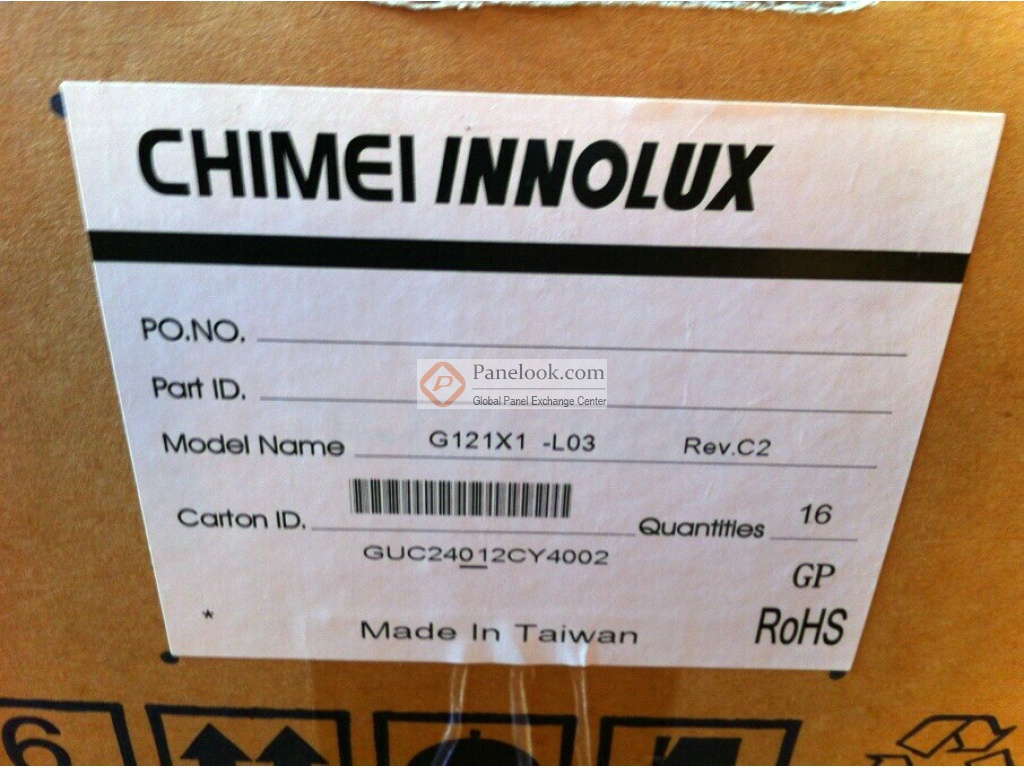 CHIMEI INNOLUX
PO.NO.
Panelook.com
Global Panel Exchange Center
Part ID.
Model Name G121X1 -L03 Rev.C2
Carton ID. Quantities 16
GUC24012CY4002
GP
* Made In Taiwan RoHS
6